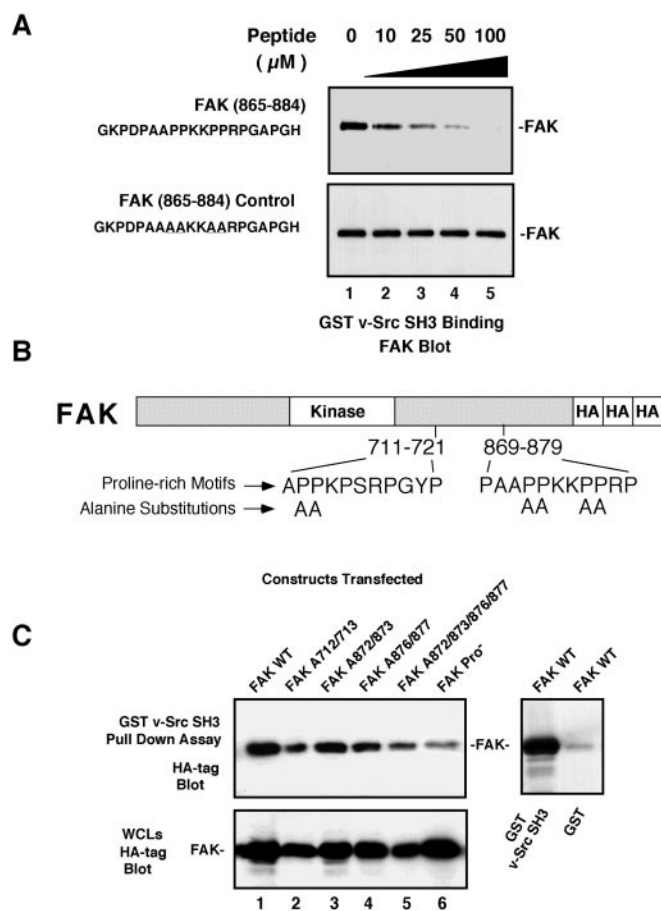 A
Peptide 0 10 25 50 100
( µM )
FAK (865-884)
GKPDPAAPPKKPPRPGAPGH
-FAK
FAK (865-884) Control
GKPDPAAAAKKAARPGAPGH
-FAK
1 2 3 4 5
GST v-Src SH3 Binding
FAK Blot
B
FAK Kinase HA HA HA
711-721 869-879
Proline-rich Motifs APPKPSRPGYP PAAPPKKPPRP
Alanine Substitutions AA AA AA
Constructs Transfected
C
FAK WT
FAK A712/713
FAK A872/873
FAK A876/877
FAK A872/873/876/877
FAK Pro-
FAK WT
FAK WT
GST v-Src SH3
Pull Down Assay
HA-tag
Blot
-FAK-
GST
v-Src SH3
GST
WCLs
HA-tag
Blot
FAK-
1 2 3 4 5 6